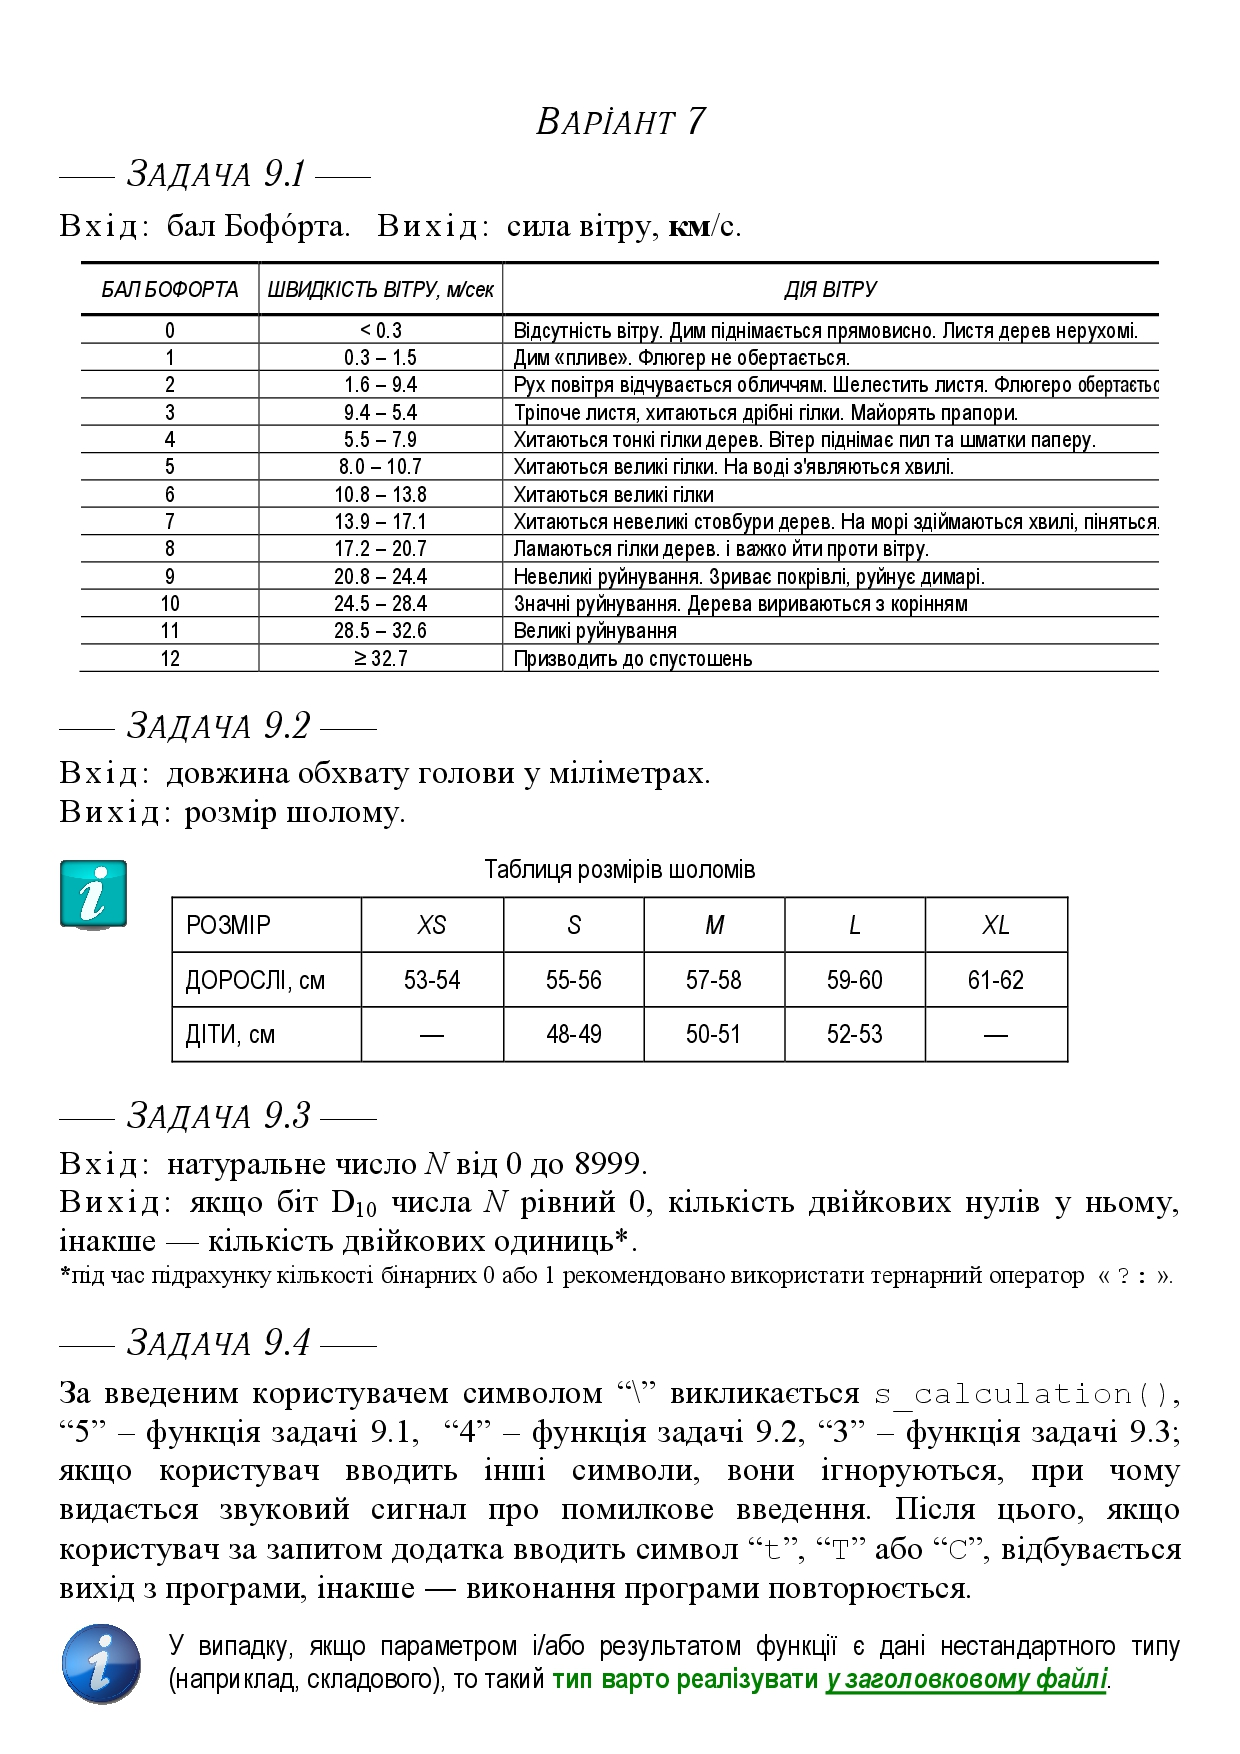 ВАРІАНТ 7
ЗАДАЧА 9.1
Вхід: бал Бофо́рта. Вихід: сила вітру, км/с.
БАЛ БОФОРТА ШВИДКІСТЬ ВІТРУ, м/сек ДІЯ ВІТРУ
0 < 0.3 Відсутність вітру. Дим піднімається прямовисно. Листя дерев нерухомі.
1 0.3 – 1.5 Дим «пливе». Флюгер не обертається.
2 1.6 – 9.4 Рух повітря відчувається обличчям. Шелестить листя. Флюгеро обертаєтьс
3 9.4 – 5.4 Тріпоче листя, хитаються дрібні гілки. Майорять прапори.
4 5.5 – 7.9 Хитаються тонкі гілки дерев. Вітер піднімає пил та шматки паперу.
5 8.0 – 10.7 Хитаються великі гілки. На воді з'являються хвилі.
6 10.8 – 13.8 Хитаються великі гілки
7 13.9 – 17.1 Хитаються невеликі стовбури дерев. На морі здіймаються хвилі, піняться.
8 17.2 – 20.7 Ламаються гілки дерев. і важко йти проти вітру.
9 20.8 – 24.4 Невеликі руйнування. Зриває покрівлі, руйнує димарі.
10 24.5 – 28.4 Значні руйнування. Дерева вириваються з корінням
11 28.5 – 32.6 Великі руйнування
12 ≥ 32.7 Призводить до спустошень
ЗАДАЧА 9.2
Вхід: довжина обхвату голови у міліметрах.
Вихід: розмір шолому.
Таблиця розмірів шоломів
РОЗМІР XS S M L XL
ДОРОСЛІ, см 53-54 55-56 57-58 59-60 61-62
ДІТИ, см — 48-49 50-51 52-53 —
ЗАДАЧА 9.3
Вхід: натуральне число N від 0 до 8999.
Вихід: якщо біт D10 числа N рівний 0, кількість двійкових нулів у ньому,
інакше — кількість двійкових одиниць*.
*під час підрахунку кількості бінарних 0 або 1 рекомендовано використати тернарний оператор « ? : ».
ЗАДАЧА 9.4
За введеним користувачем символом “\” викликається s_calculation(),
“5” – функція задачі 9.1, “4” – функція задачі 9.2, “3” – функція задачі 9.3;
якщо користувач вводить інші символи, вони ігноруються, при чому
видається звуковий сигнал про помилкове введення. Після цього, якщо
користувач за запитом додатка вводить символ “t”, “T” або “C”, відбувається
вихід з програми, інакше — виконання програми повторюється.
У випадку, якщо параметром і/або результатом функції є дані нестандартного типу
(наприклад, складового), то такий тип варто реалізувати у заголовковому файлі.